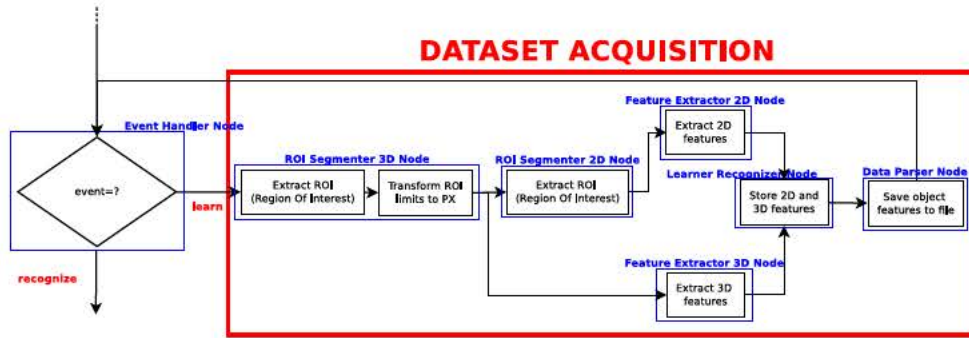 DATASET ACQUISITION
Event Handler Node
event=?
learn
recognize
ROI Segmenter 3D Node
Extract ROI
(Region Of Interest)
Transform ROI
limits to PX
ROI Segmenter 2D Node
Extract ROI
(Region Of Interest)
Feature Extractor 2D Node
Extract 2D
features
Feature Extractor 3D Node
Extract 3D
features
Learner Recognizer Node
Store 2D and
3D features
Data Parser Node
Save object
features to file